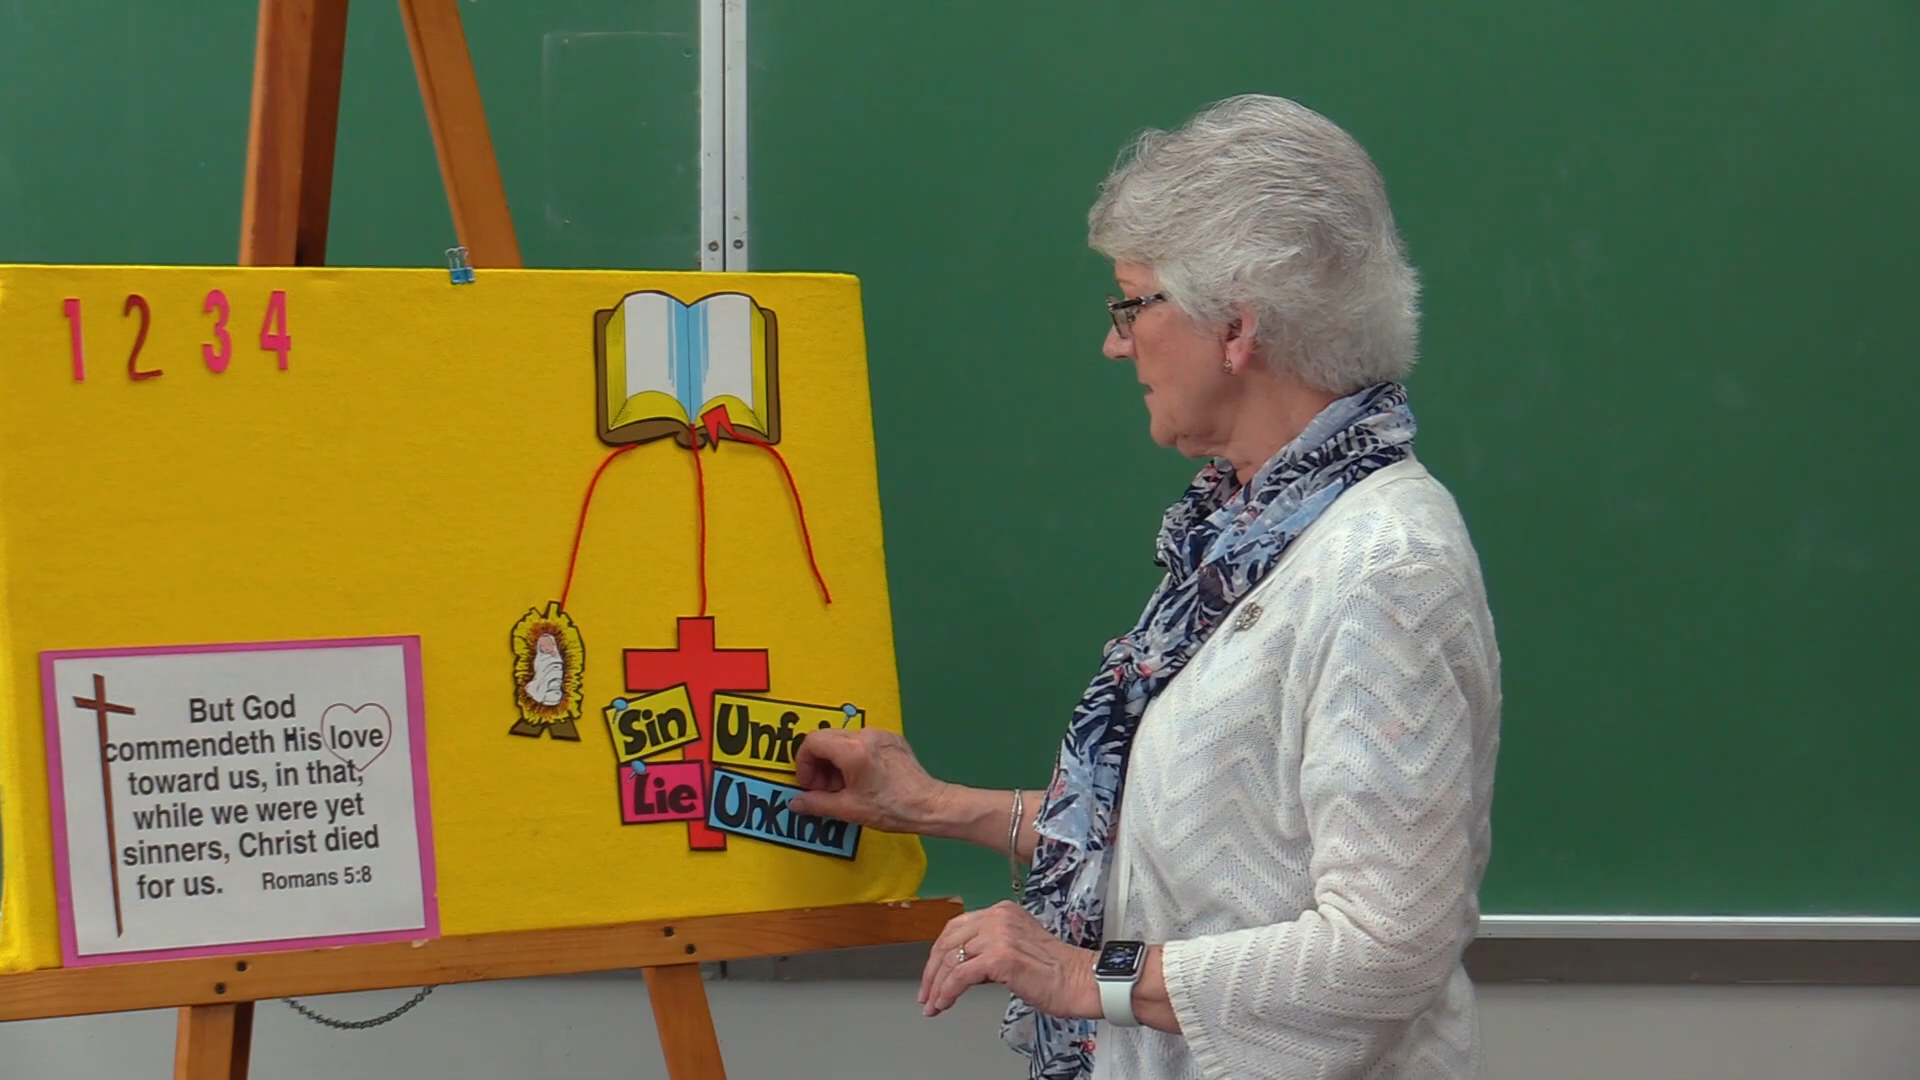 1 2 3 4
But God
commendeth His love
toward us, in that,
while we were yet
sinners, Christ died
for us. Romans 5:8
Sin
Lie
Unkind